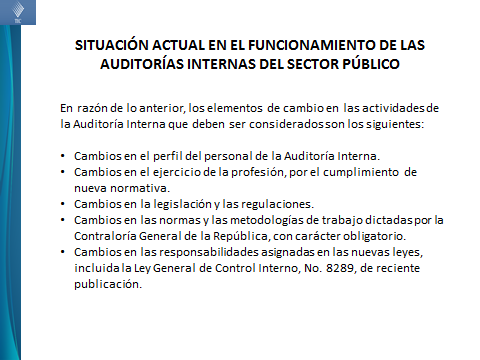 SITUACIÓN ACTUAL EN EL FUNCIONAMIENTO DE LAS
AUDITORÍAS INTERNAS DEL SECTOR PÚBLICO
En razón de lo anterior, los elementos de cambio en las actividades de
la Auditoría Interna que deben ser considerados son los siguientes:
• Cambios en el perfil del personal de la Auditoría Interna.
• Cambios en el ejercicio de la profesión, por el cumplimiento de
nueva normativa.
• Cambios en la legislación y las regulaciones.
• Cambios en las normas y las metodologías de trabajo dictadas por la
Contraloría General de la República, con carácter obligatorio.
• Cambios en las responsabilidades asignadas en las nuevas leyes,
incluida la Ley General de Control Interno, No. 8289, de reciente
publicación.